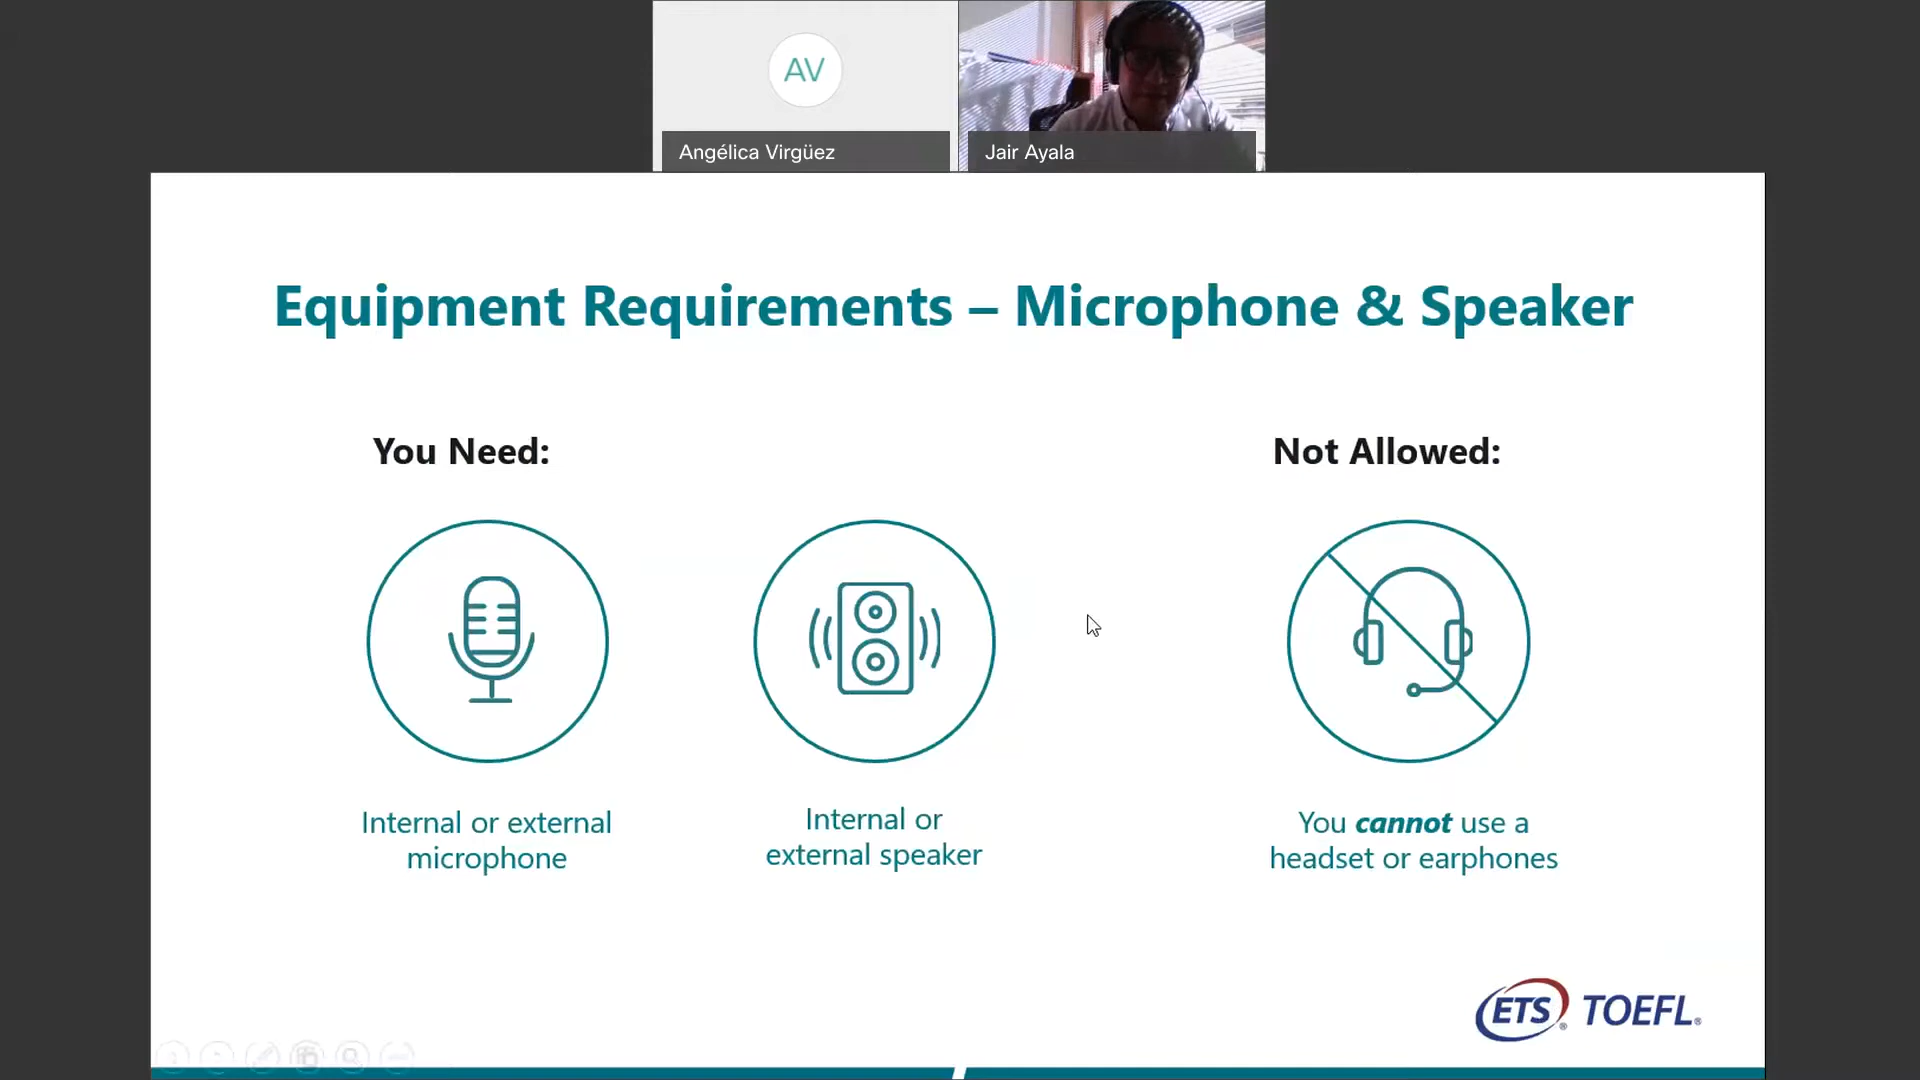 AV
Angélica Virgüez
Jair Ayala
Equipment Requirements – Microphone & Speaker
You Need:
Not Allowed:
Internal or external
microphone
Internal or
external speaker
You cannot use a
headset or earphones
ETS® TOEFL®